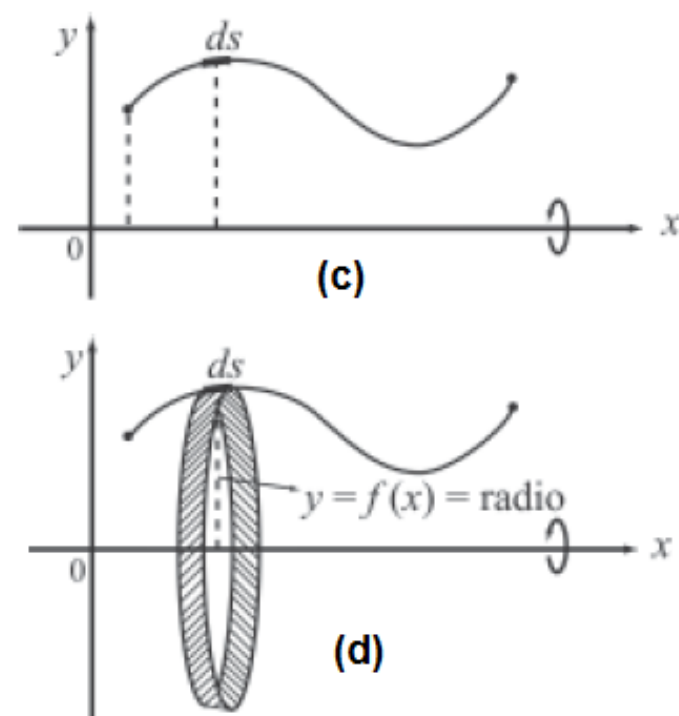 y
ds
x
0
(c)
y
ds
y = f (x) = radio
x
0
(d)